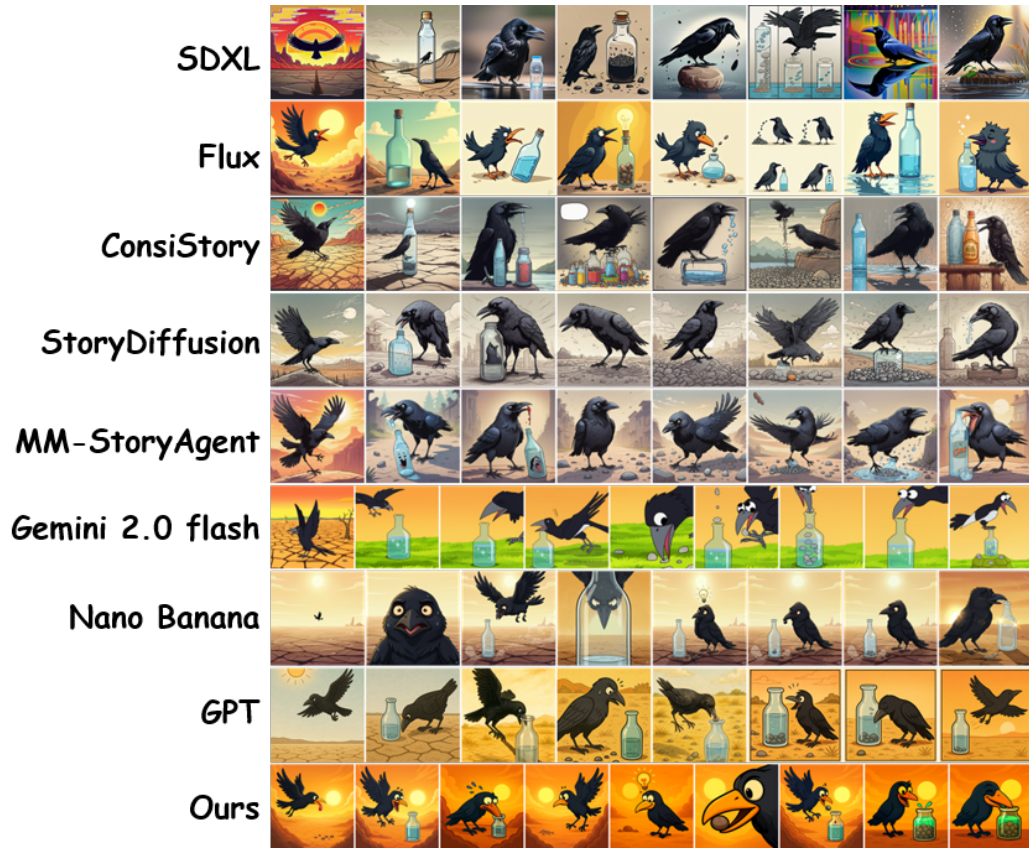 SDXL
Flux
ConsiStory
StoryDiffusion
MM-StoryAgent
Gemini 2.0 flash
Nano Banana
GPT
Ours